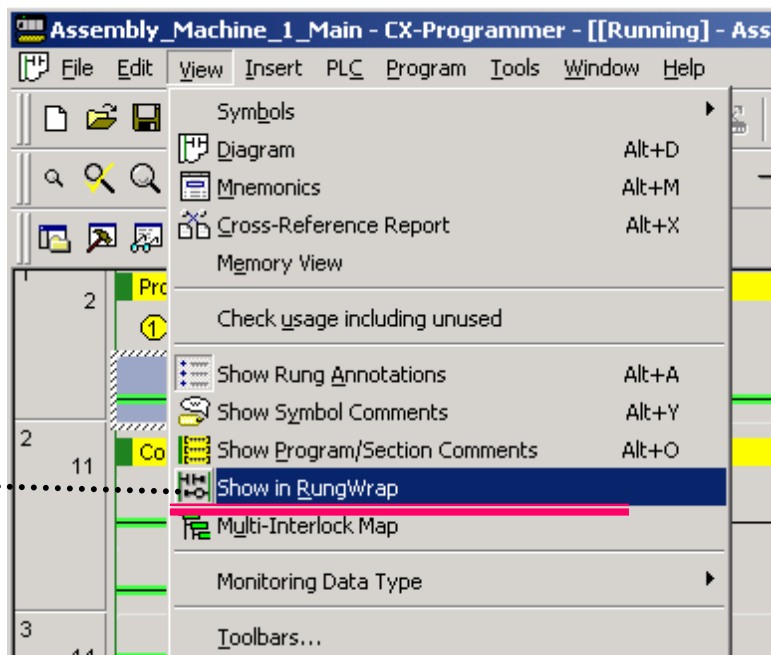 Assembly_Machine_1_Main - CX-Programmer - [[Running] - Ass
File Edit View Insert PLC Program Tools Window Help
Symbols
Diagram Alt+D
Mnemonics Alt+M
Cross-Reference Report Alt+X
Memory View
2 Pro
1
Check usage including unused
Show Rung Annotations Alt+A
Show Symbol Comments Alt+Y
2
11 Co Show Program/Section Comments Alt+O
Show in RungWrap
Multi-Interlock Map
Monitoring Data Type
3
Toolbars...